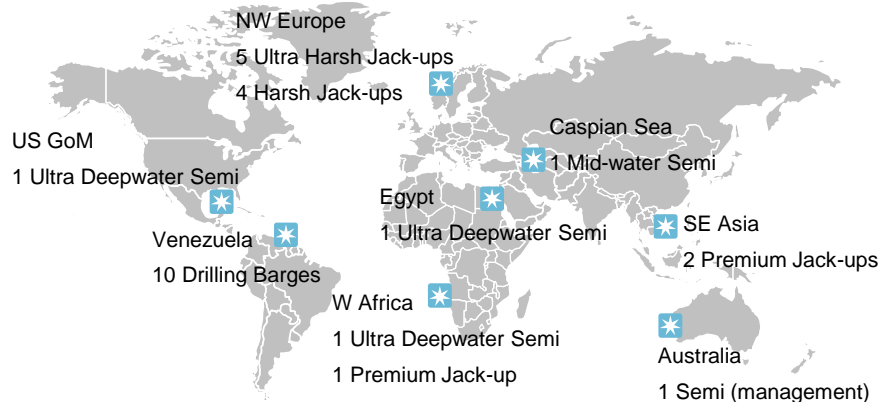 NW Europe
5 Ultra Harsh Jack-ups
4 Harsh Jack-ups
US GoM
1 Ultra Deepwater Semi
Caspian Sea
1 Mid-water Semi
Egypt
1 Ultra Deepwater Semi
Venezuela
10 Drilling Barges
SE Asia
2 Premium Jack-ups
W Africa
1 Ultra Deepwater Semi
1 Premium Jack-up
Australia
1 Semi (management)